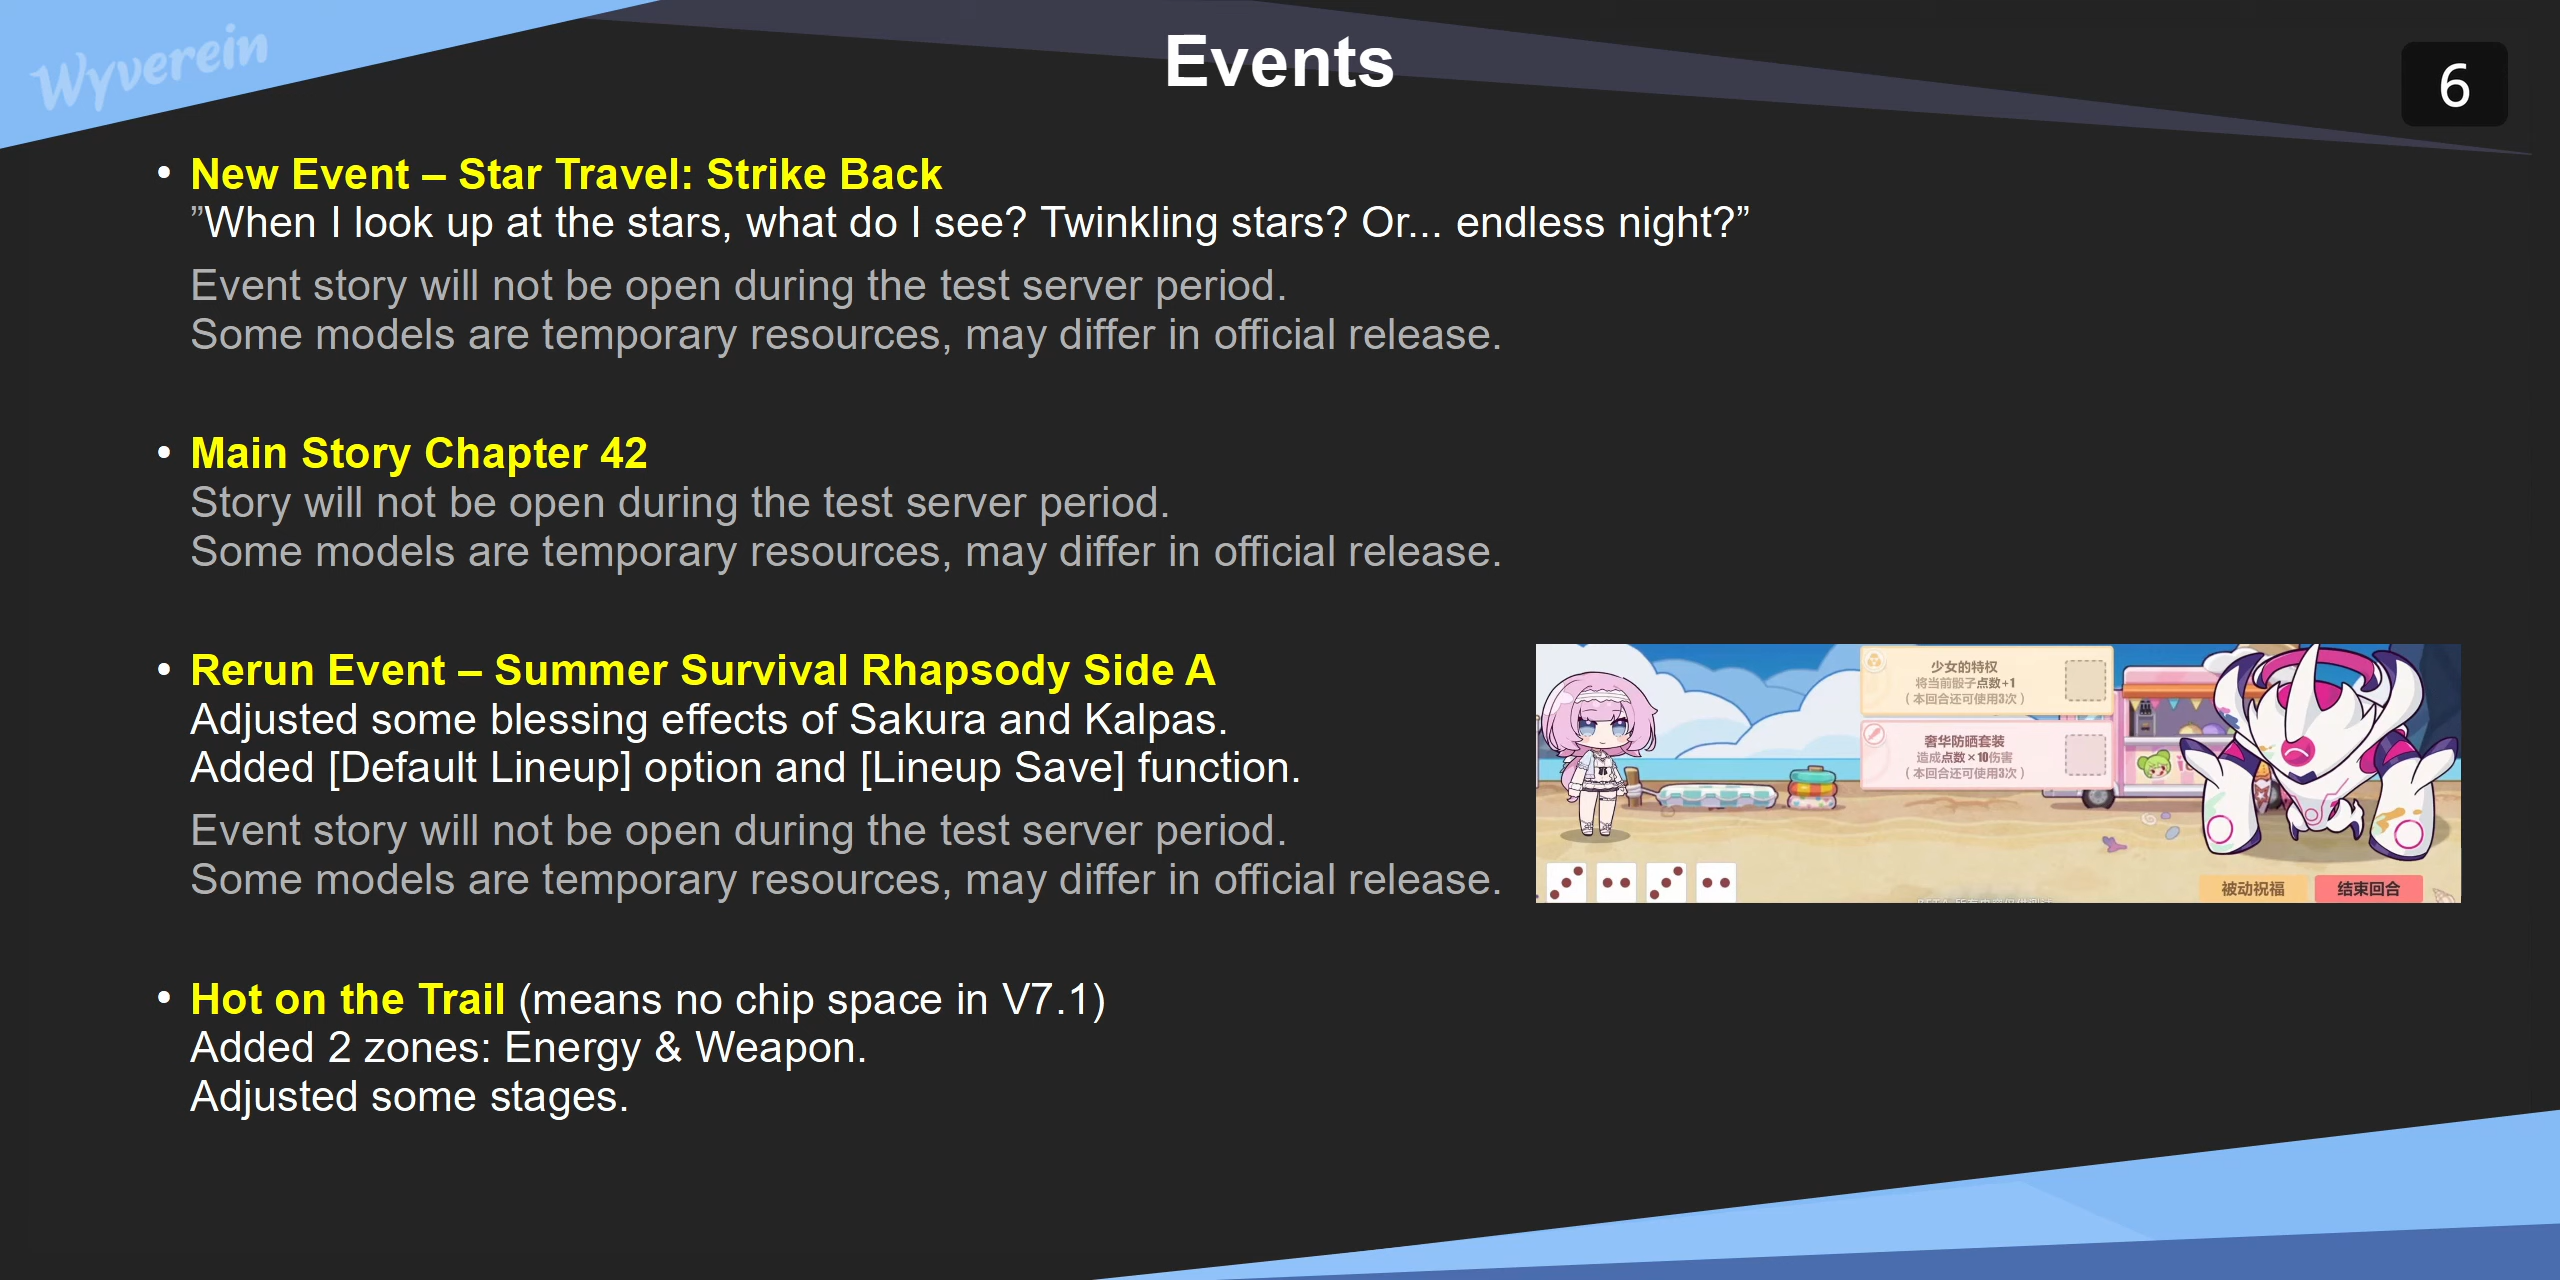 Wyverein
Events
6
• New Event – Star Travel: Strike Back
”When I look up at the stars, what do I see? Twinkling stars? Or... endless night?”
Event story will not be open during the test server period.
Some models are temporary resources, may differ in official release.
• Main Story Chapter 42
Story will not be open during the test server period.
Some models are temporary resources, may differ in official release.
• Rerun Event – Summer Survival Rhapsody Side A
Adjusted some blessing effects of Sakura and Kalpas.
Added [Default Lineup] option and [Lineup Save] function.
Event story will not be open during the test server period.
Some models are temporary resources, may differ in official release.
少女的特权
将当前骰子点数+1
（本回合还可使用3次）
奢华防晒套装
造成点数×10伤害
（本回合还可使用3次）
被动祝福
结束回合
• Hot on the Trail (means no chip space in V7.1)
Added 2 zones: Energy & Weapon.
Adjusted some stages.